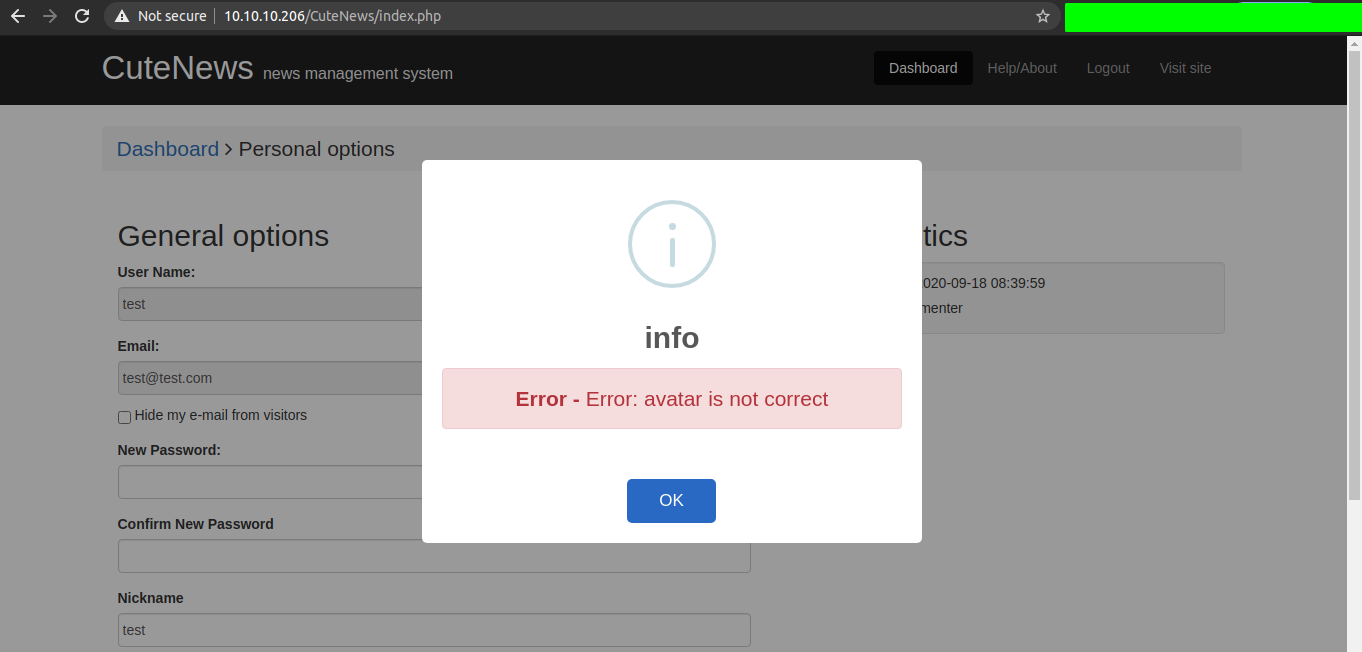 Not secure 10.10.10.206/CuteNews/index.php
CuteNews news management system
Dashboard Help/About Logout Visit site
Dashboard > Personal options
General options
tics
User Name:
test
2020-09-18 08:39:59
menter
info
Email:
test@test.com
Error - Error: avatar is not correct
Hide my e-mail from visitors
New Password:
OK
Confirm New Password
Nickname
test